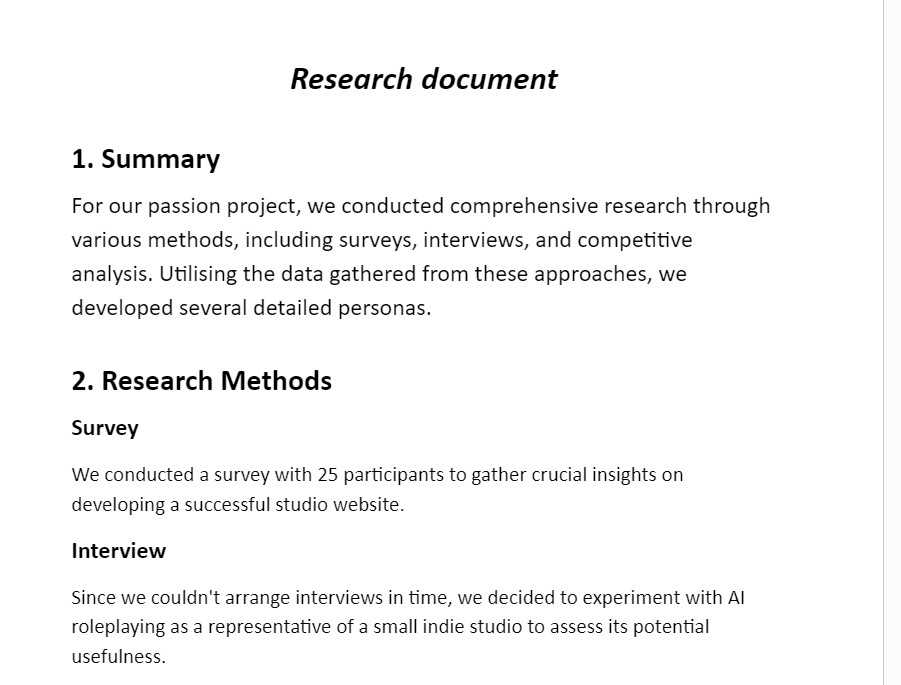 Research document
1. Summary
For our passion project, we conducted comprehensive research through
various methods, including surveys, interviews, and competitive
analysis. Utilising the data gathered from these approaches, we
developed several detailed personas.
2. Research Methods
Survey
We conducted a survey with 25 participants to gather crucial insights on
developing a successful studio website.
Interview
Since we couldn't arrange interviews in time, we decided to experiment with AI
roleplaying as a representative of a small indie studio to assess its potential
usefulness.